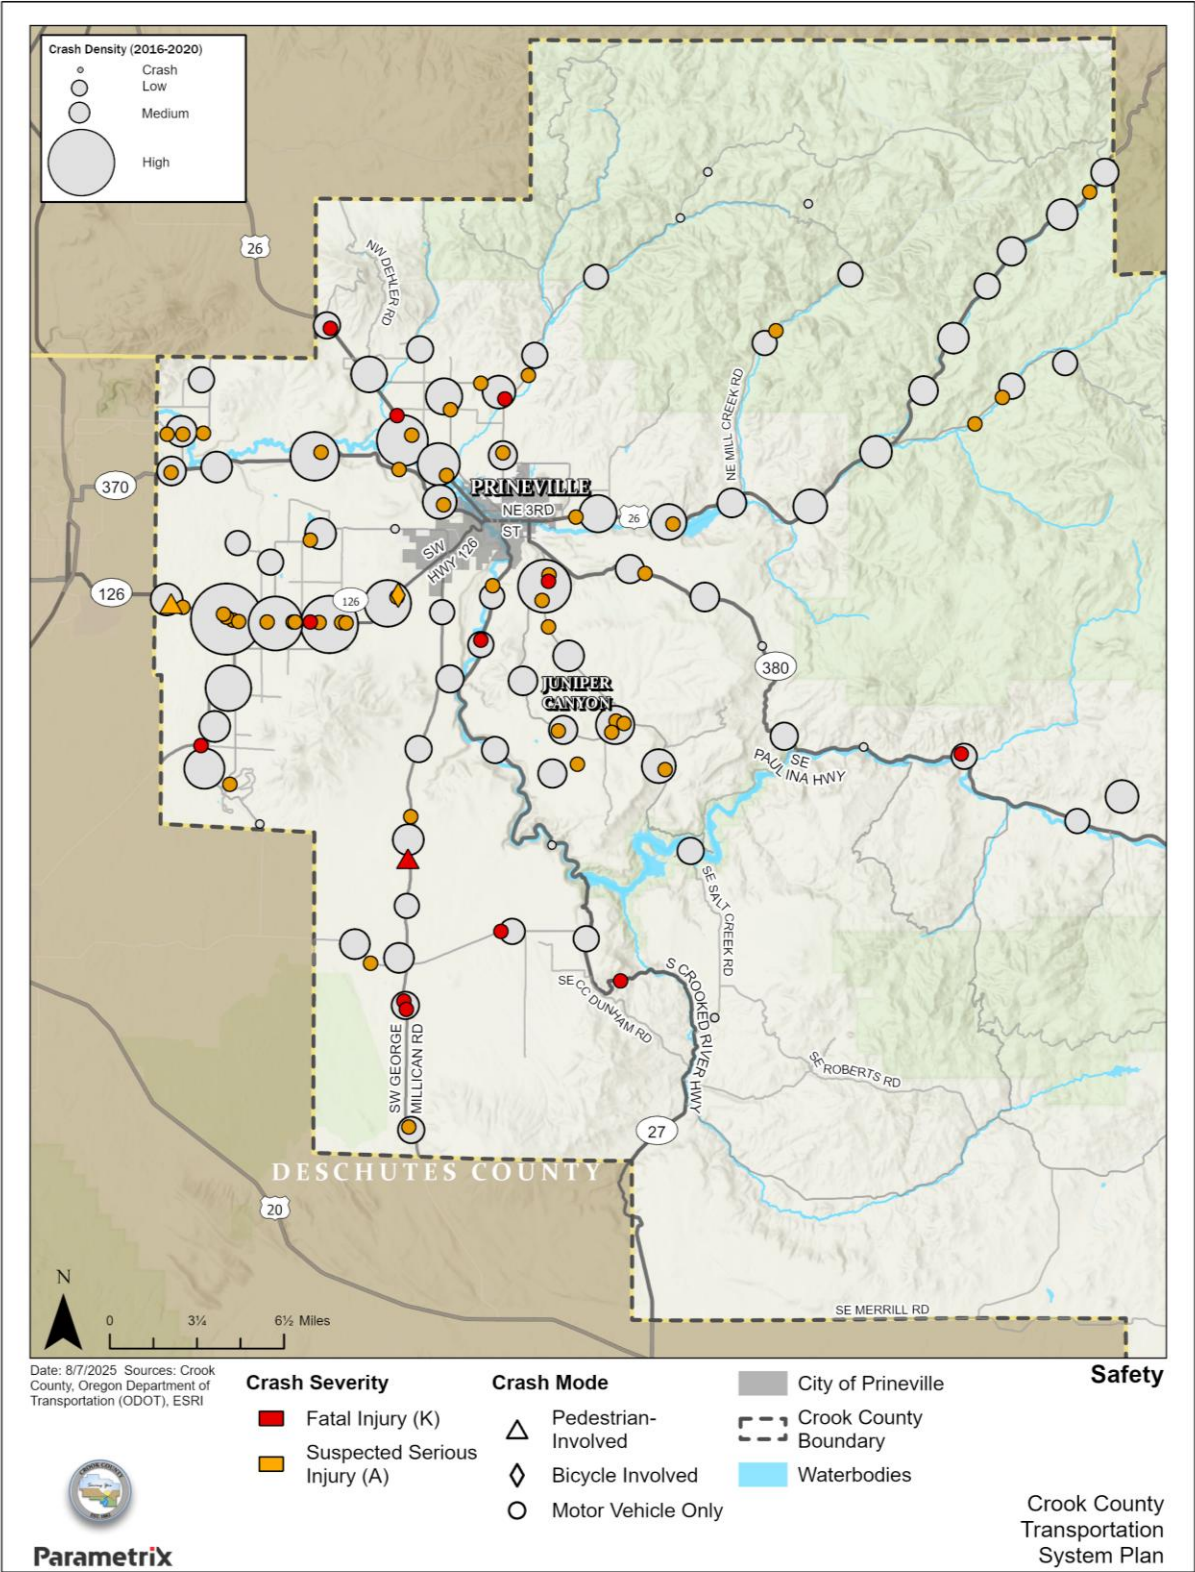 Crash Density (2016-2020)
Crash
Low
Medium
High
26
NW DEHLER RD
370
PRINEVILLE
NE 3RD
ST
26
SW
HWY 126
NE MILL CREEK RD
126
126
380
JUNIPER
CANYON
SE
PAULINA HWY
SE SALT CREEK RD
S CROOKED RIVER HWY
SE CC DUNHAM RD
SE ROBERTS RD
SW GEORGE
MILLICAN RD
27
DESCHUTES COUNTY
20
N
0 3¼ 6½ Miles
SE MERRILL RD
Date: 8/7/2025 Sources: Crook
County, Oregon Department of
Transportation (ODOT), ESRI
Crash Severity
Fatal Injury (K)
Suspected Serious
Injury (A)
Crash Mode
Pedestrian-
Involved
Bicycle Involved
Motor Vehicle Only
City of Prineville
Crook County
Boundary
Waterbodies
Safety
CROOK COUNTY
Parametrix
Crook County
Transportation
System Plan